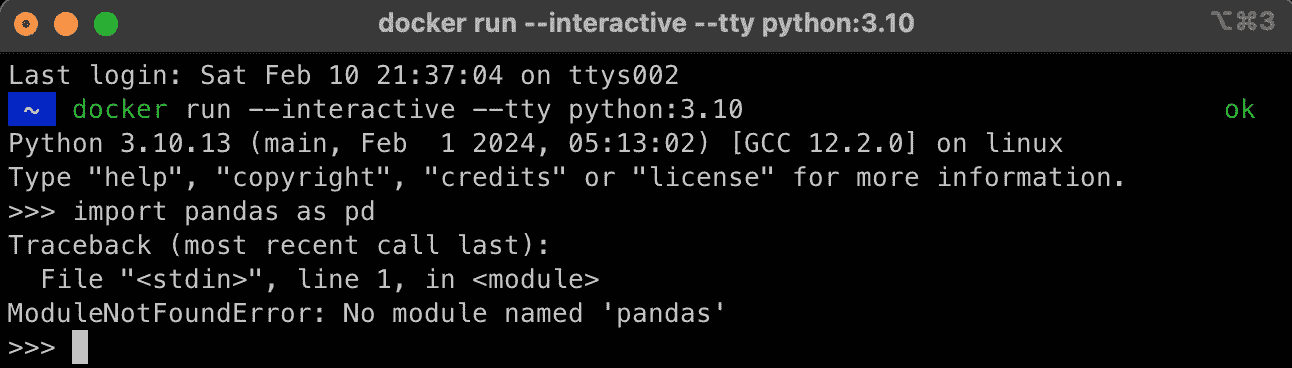 docker run --interactive --tty python:3.10 ⌥⌘3
Last login: Sat Feb 10 21:37:04 on ttys002
~ docker run --interactive --tty python:3.10 ok
Python 3.10.13 (main, Feb  1 2024, 05:13:02) [GCC 12.2.0] on linux
Type "help", "copyright", "credits" or "license" for more information.
>>> import pandas as pd
Traceback (most recent call last):
  File "<stdin>", line 1, in <module>
ModuleNotFoundError: No module named 'pandas'
>>>